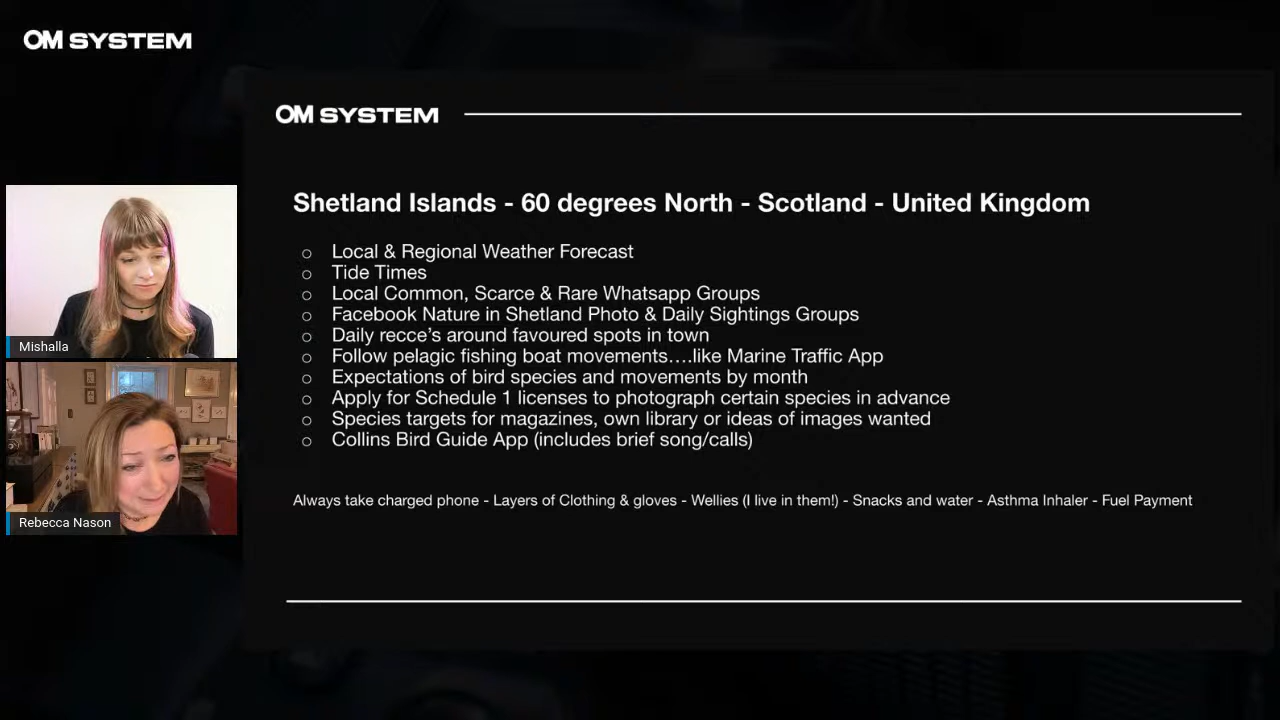 OM SYSTEM
OM SYSTEM
Shetland Islands - 60 degrees North - Scotland - United Kingdom
○ Local & Regional Weather Forecast
○ Tide Times
○ Local Common, Scarce & Rare Whatsapp Groups
○ Facebook Nature in Shetland Photo & Daily Sightings Groups
○ Daily recce's around favoured spots in town
○ Follow pelagic fishing boat movements....like Marine Traffic App
○ Expectations of bird species and movements by month
○ Apply for Schedule 1 licenses to photograph certain species in advance
○ Species targets for magazines, own library or ideas of images wanted
○ Collins Bird Guide App (includes brief song/calls)
Always take charged phone - Layers of Clothing & gloves - Wellies (I live in them!) - Snacks and water - Asthma Inhaler - Fuel Payment
Mishalla
Rebecca Nason